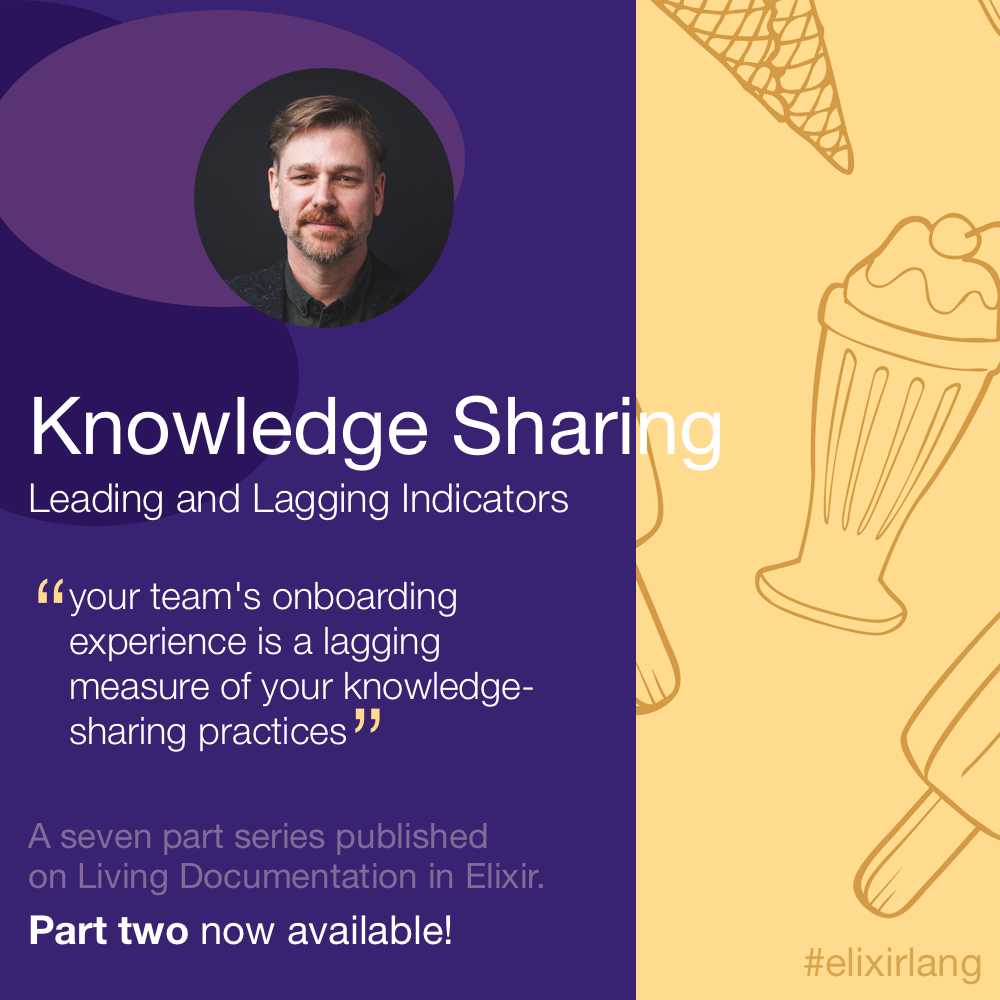 Knowledge Sharing
Leading and Lagging Indicators
“your team's onboarding
experience is a lagging
measure of your knowledge-
sharing practices”
A seven part series published
on Living Documentation in Elixir.
Part two now available!
#elixirlang